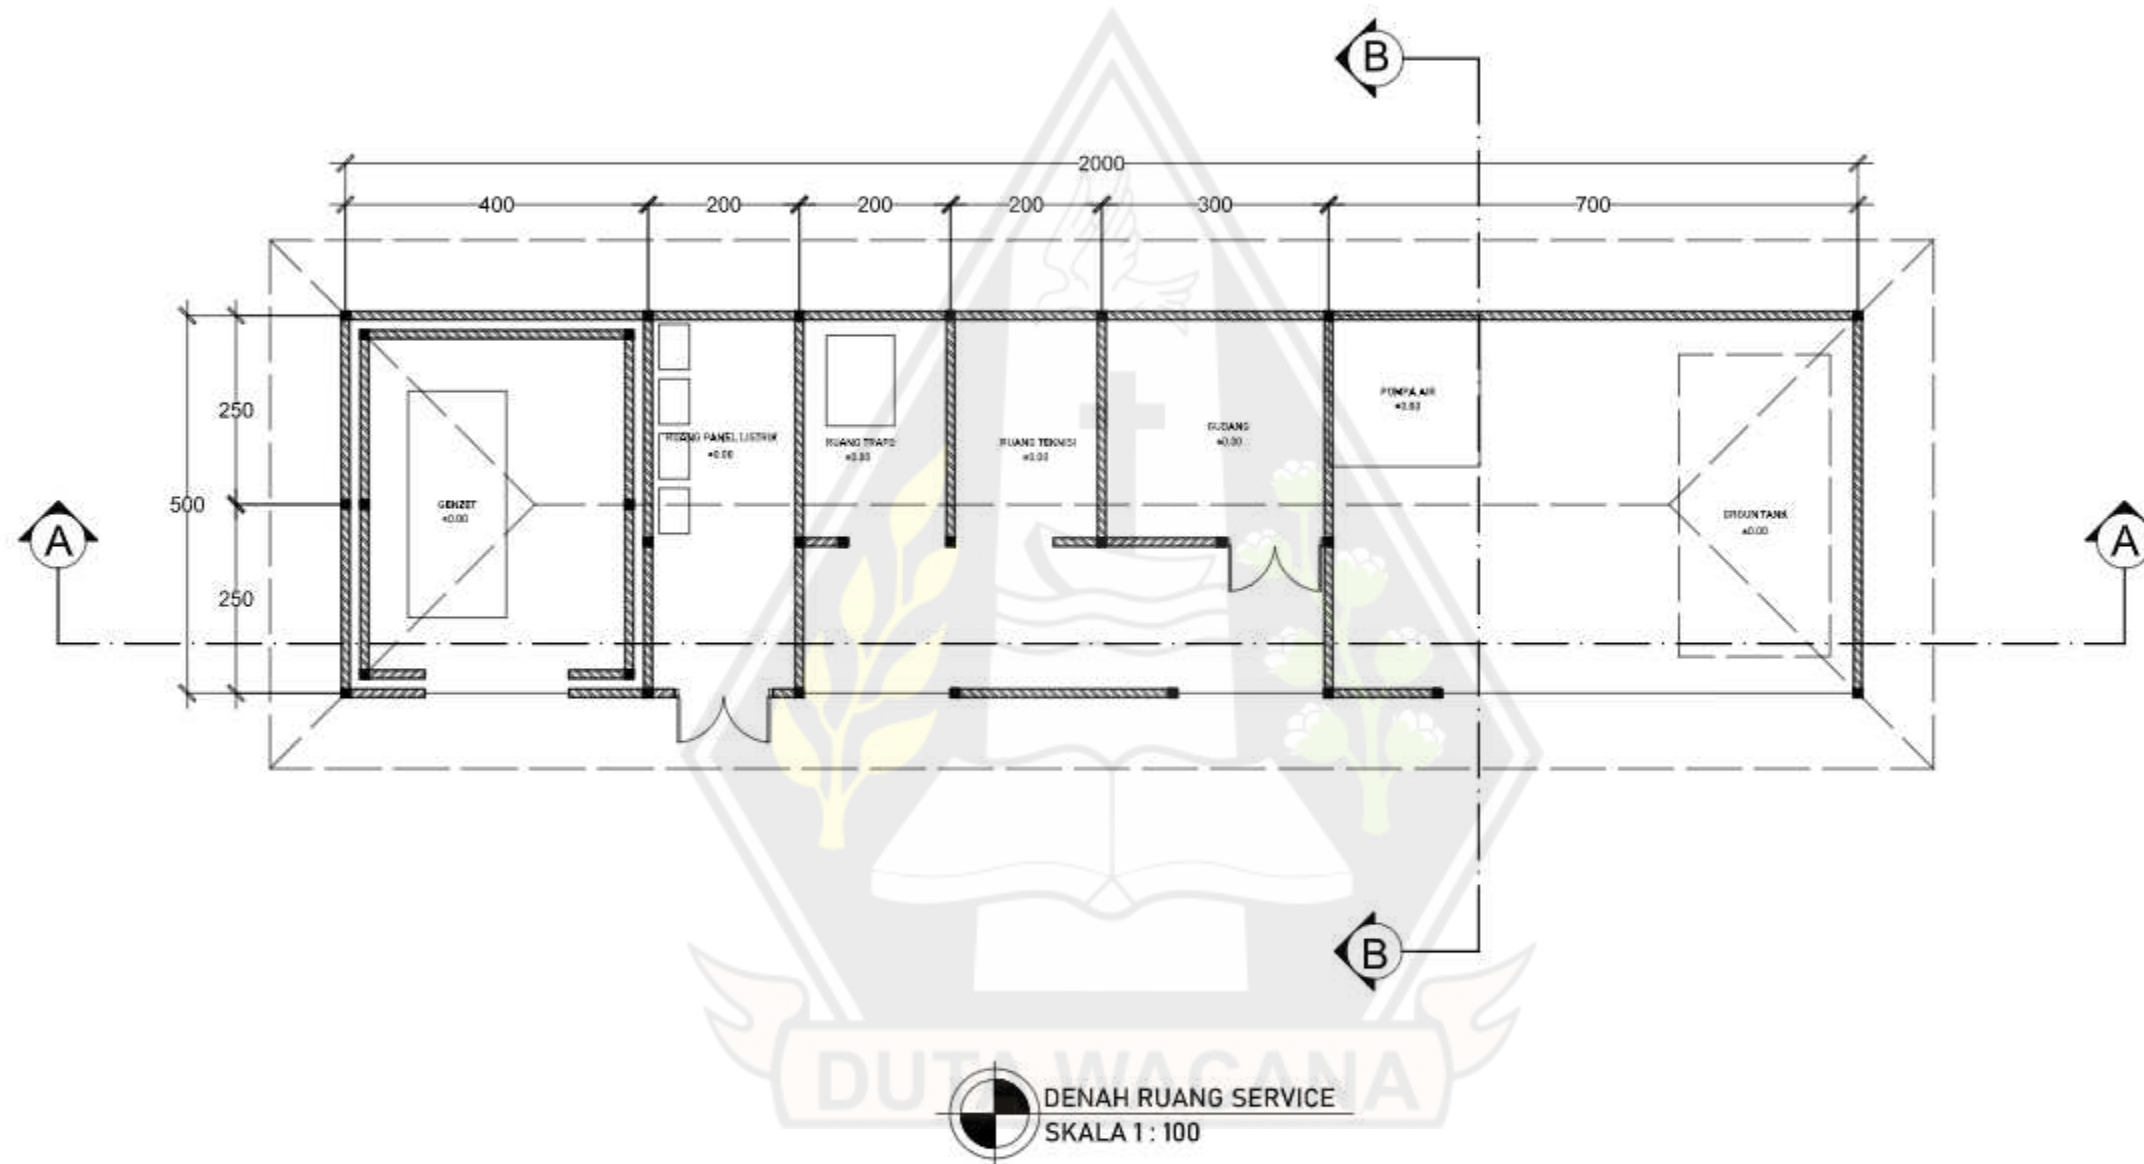 B
2000
400
200
200
200
300
700
250
500
250
A
A
GENZET
±0.00
RUANG PANEL LISTRIK
±0.00
RUANG TRAFO
±0.00
RUANG TEKNISI
±0.00
GUDANG
±0.00
POMPA AIR
GROUN TANK
±0.00
B
DUTA WACANA
DENAH RUANG SERVICE
SKALA 1 : 100